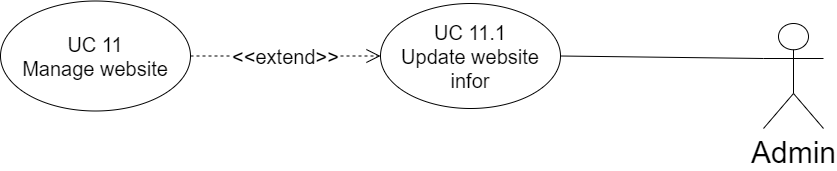 UC 11
Manage website
<<extend>>
UC 11.1
Update website
infor
Admin